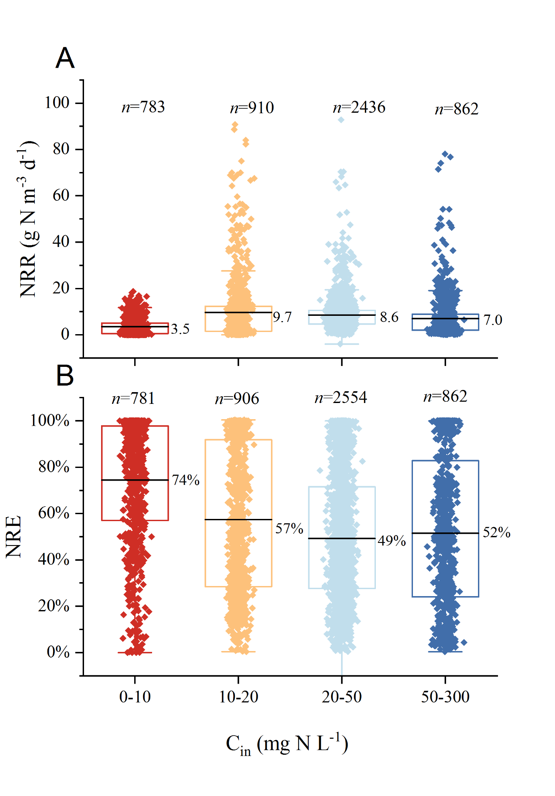 A
n=783
n=910
n=2436
n=862
100
80
60
40
20
0
NRR (g N m⁻³ d⁻¹)
3.5
9.7
8.6
7.0
B
n=781
n=906
n=2554
n=862
100%
80%
60%
40%
20%
0%
NRE
74%
57%
49%
52%
0-10
10-20
20-50
50-300
Cᵢₙ (mg N L⁻¹)